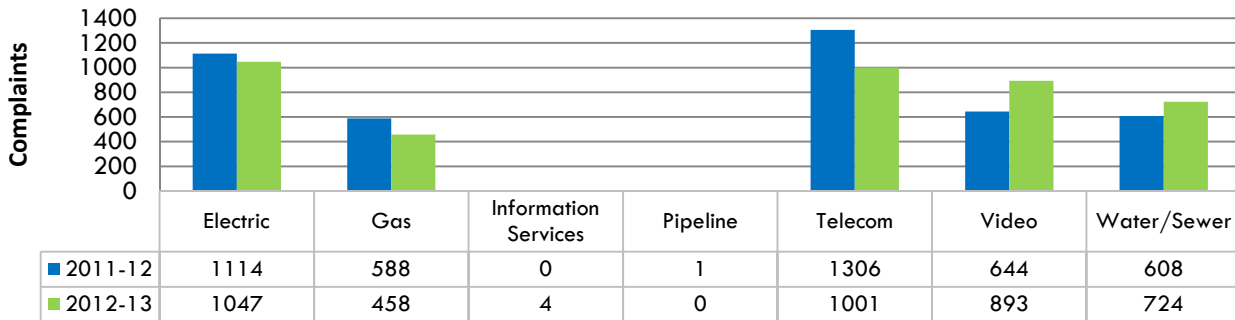 Complaints
1400
1200
1000
800
600
400
200
0
Electric Gas Information Services Pipeline Telecom Video Water/Sewer
2011-12 1114 588 0 1 1306 644 608
2012-13 1047 458 4 0 1001 893 724